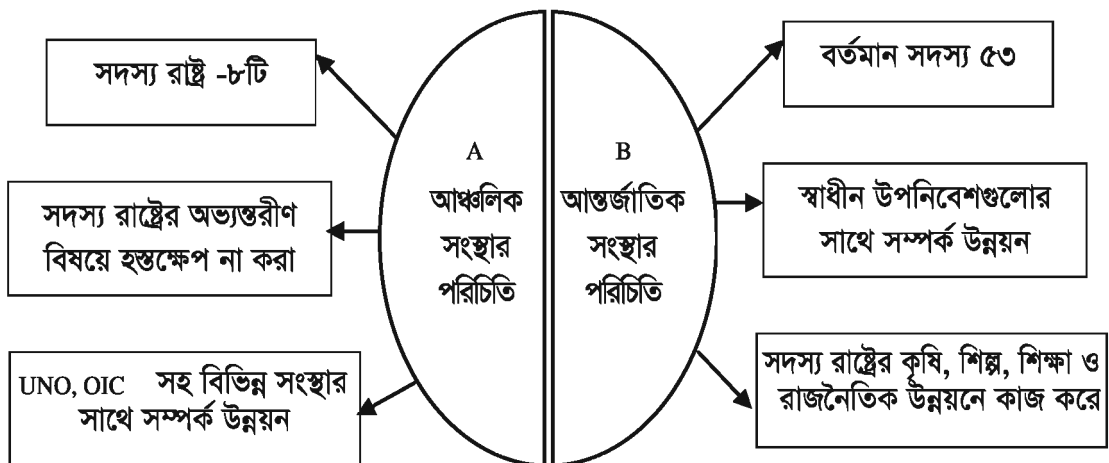 সদস্য রাষ্ট্র -৮টি
সদস্য রাষ্ট্রের অভ্যন্তরীণ
বিষয়ে হস্তক্ষেপ না করা
UNO, OIC সহ বিভিন্ন সংস্থার
সাথে সম্পর্ক উন্নয়ন
A
আঞ্চলিক
সংস্থার
পরিচিতি
B
আন্তর্জাতিক
সংস্থার
পরিচিতি
বর্তমান সদস্য ৫৩
স্বাধীন উপনিবেশগুলোর
সাথে সম্পর্ক উন্নয়ন
সদস্য রাষ্ট্রের কৃষি, শিল্প, শিক্ষা ও
রাজনৈতিক উন্নয়নে কাজ করে